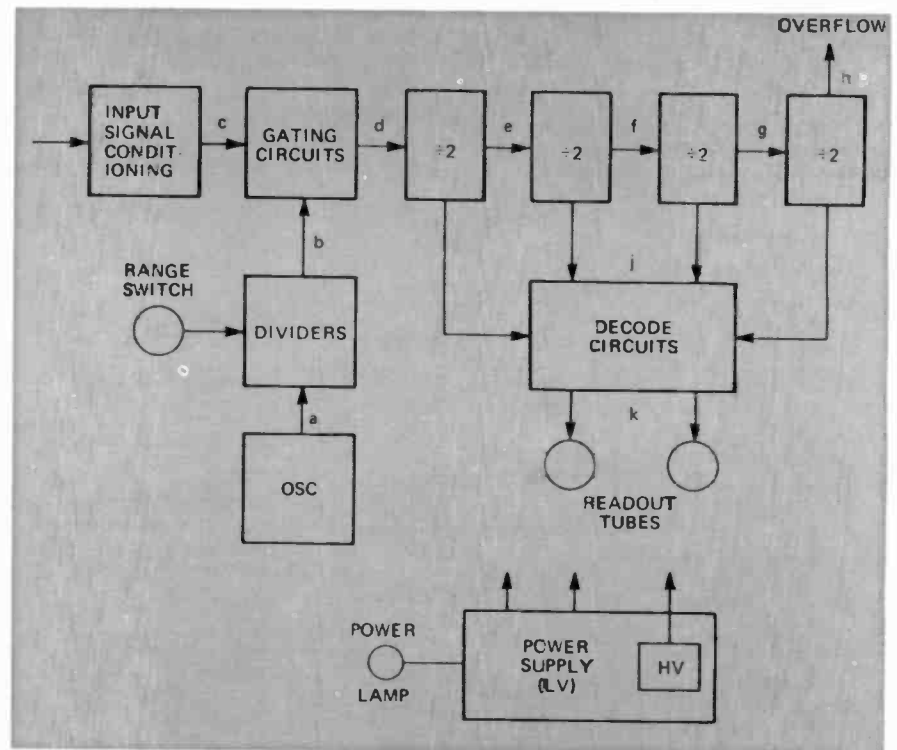 OVERFLOW
h
INPUT
SIGNAL
CONDIT-
IONING
c
GATING
CIRCUITS
d
÷2
e
÷2
f
÷2
g
÷2
b
j
RANGE
SWITCH
DIVIDERS
DECODE
CIRCUITS
a
k
OSC
READOUT
TUBES
POWER
LAMP
POWER
SUPPLY
(LV)
HV